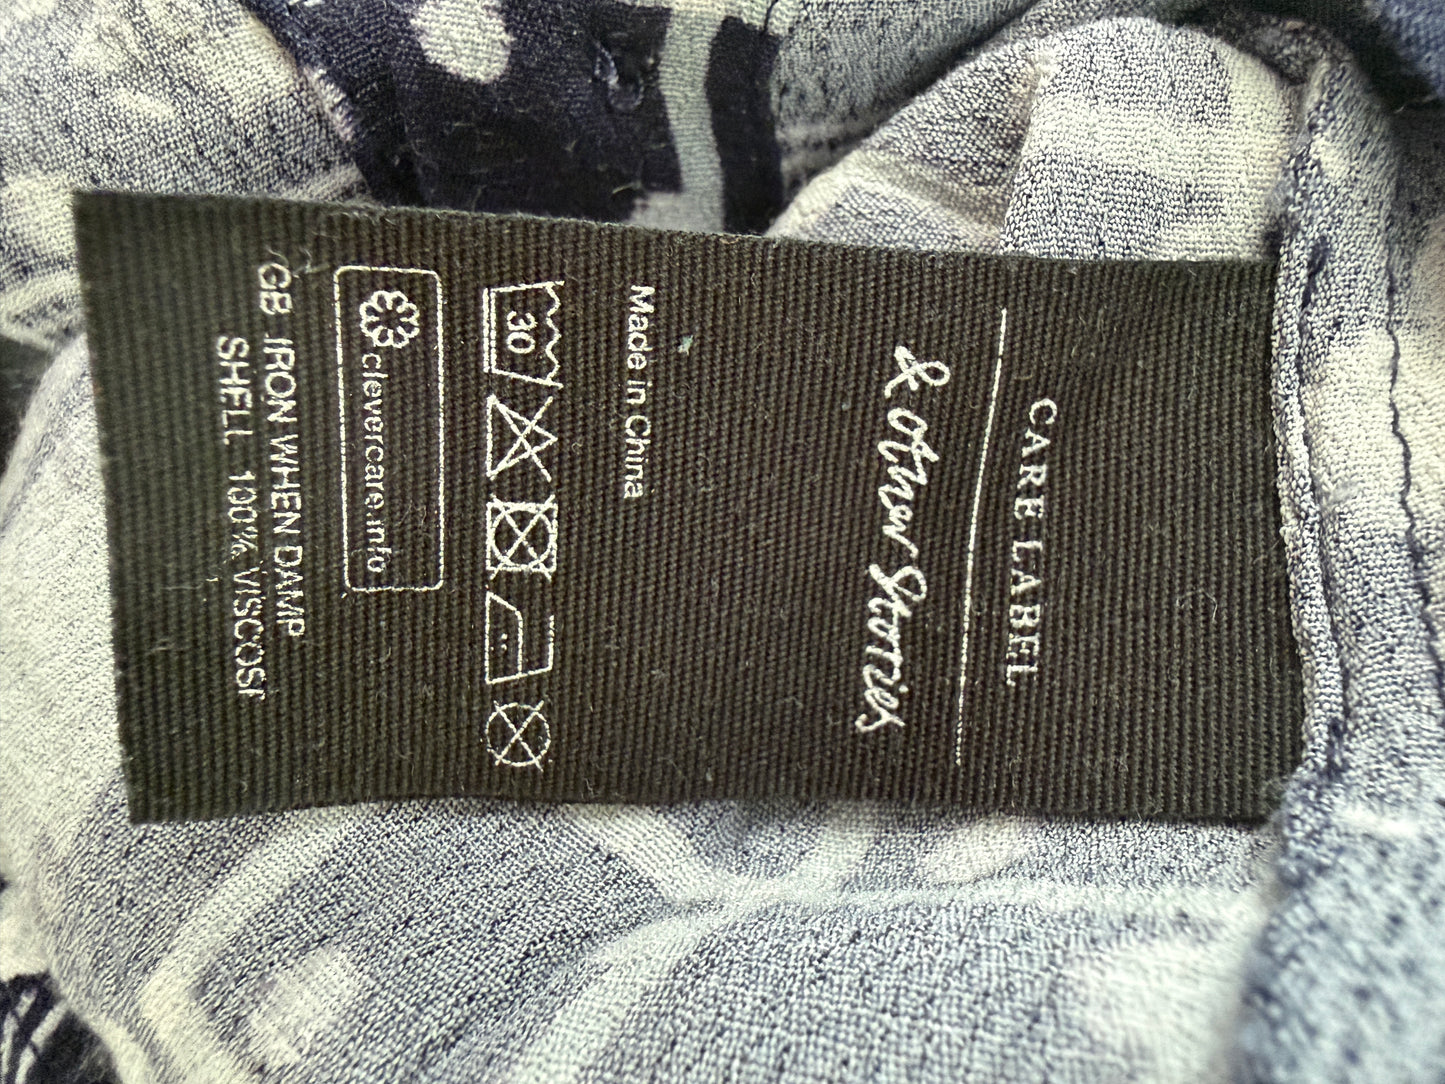 CARE LABEL
& other Stories
Made in China
30
clevercare.info
GB IRON WHEN DAMP
SHELL 100% VISCOSE